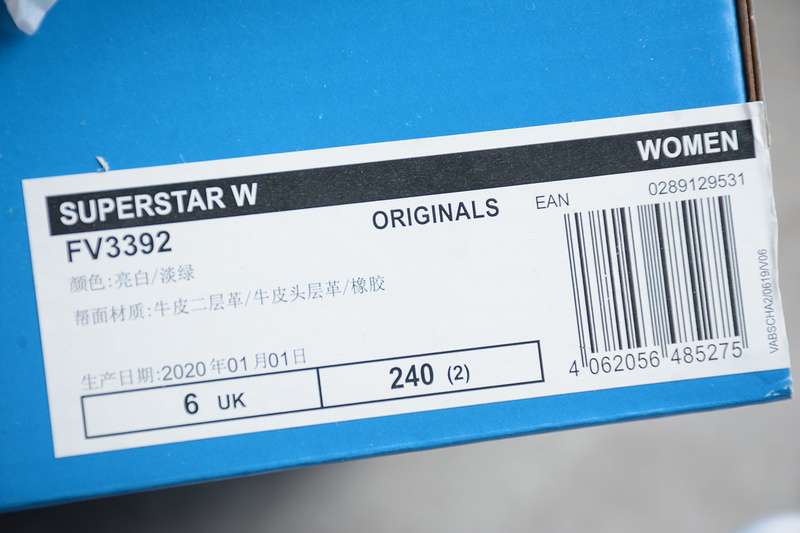 SUPERSTAR W
WOMEN
FV3392
ORIGINALS
EAN
0289129531
颜色:亮白/淡绿
帮面材质:牛皮二层革/牛皮头层革/橡胶
生产日期:2020年01月01日
6 UK
240 (2)
4 062056 485275
VABSCHA2/0619/V06